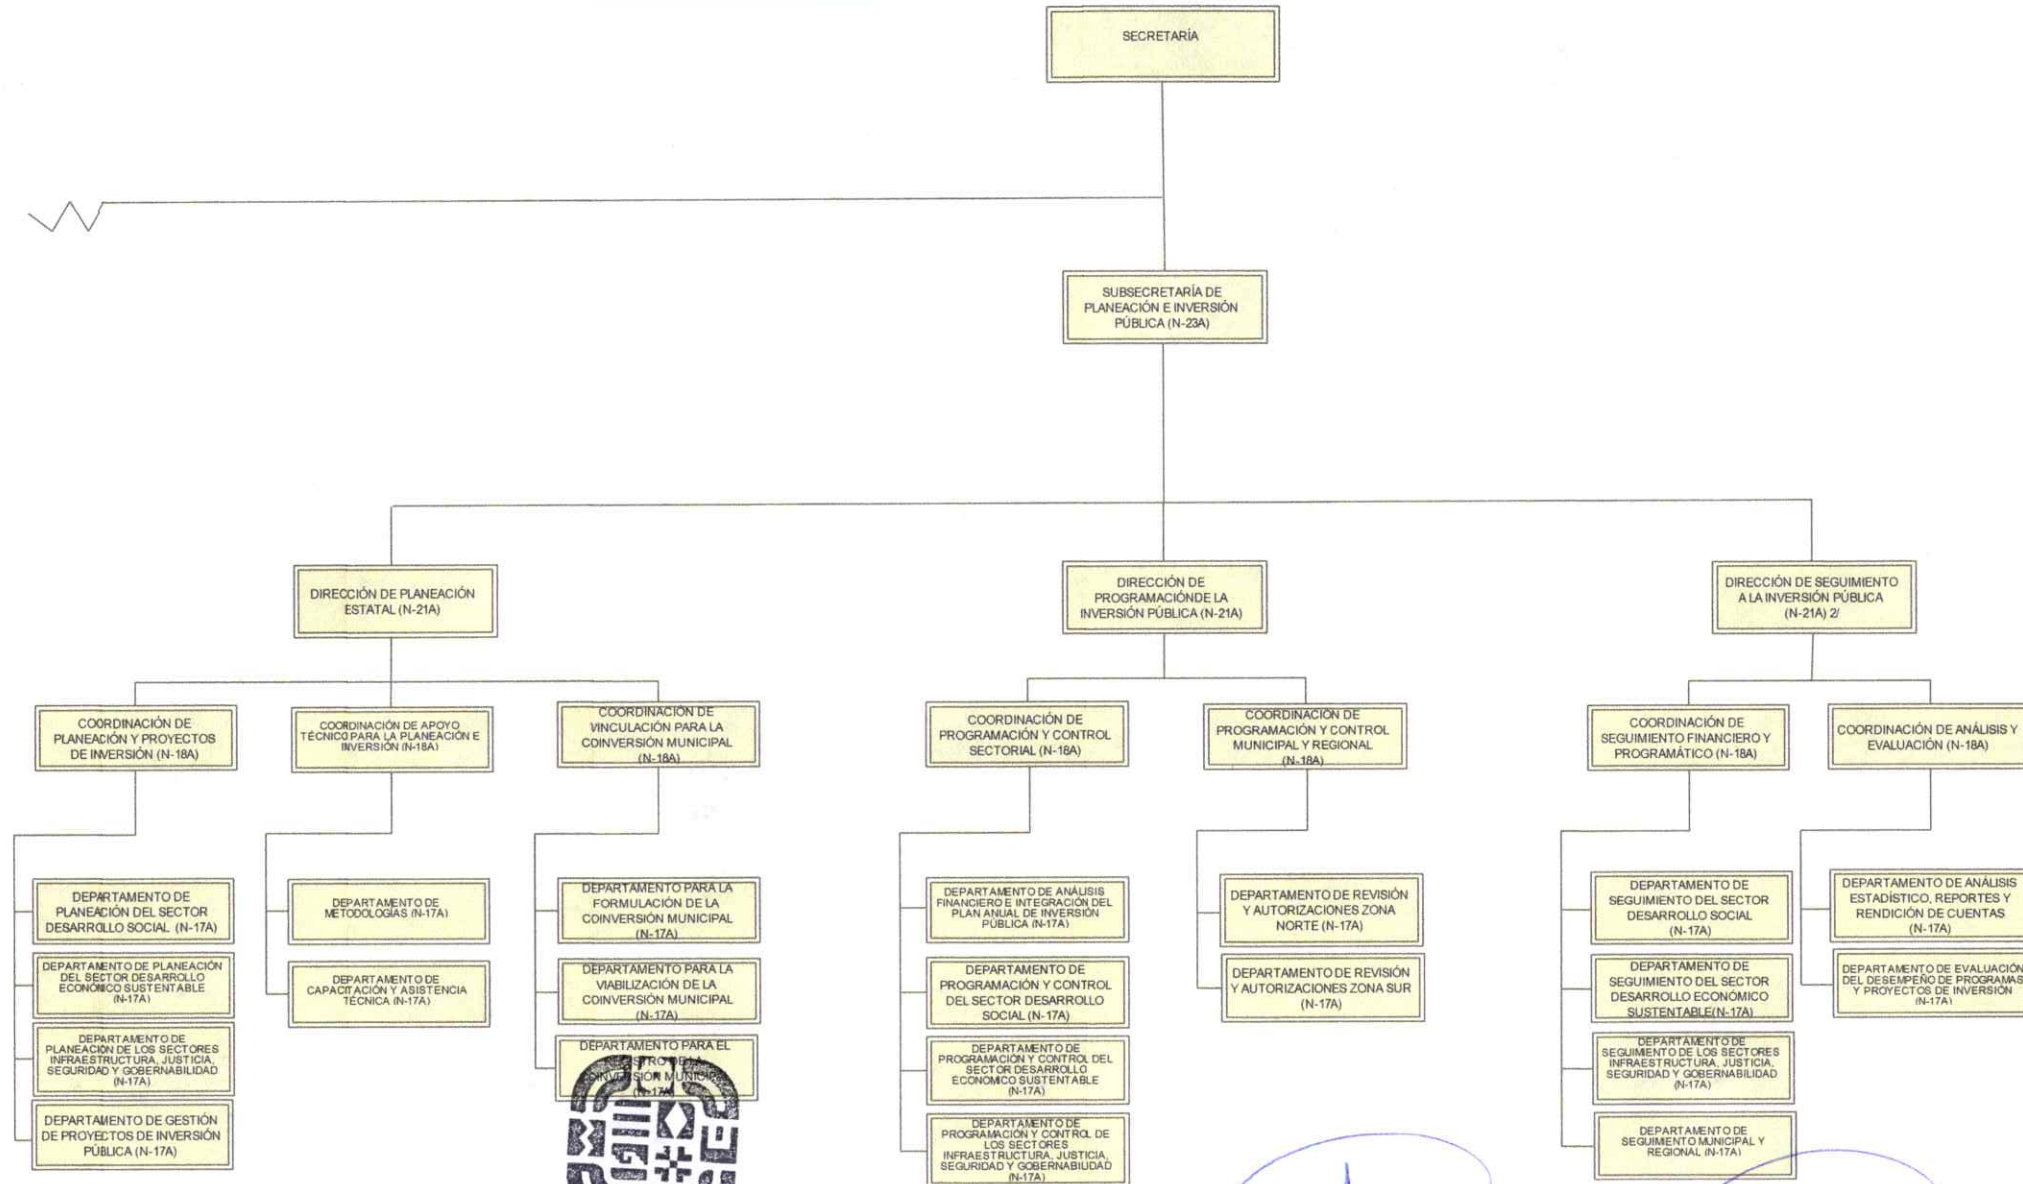 SECRETARÍA
SUBSECRETARÍA DE
PLANEACIÓN E INVERSIÓN
PÚBLICA (N-23A)
DIRECCIÓN DE PLANEACIÓN
ESTATAL (N-21A)
DIRECCIÓN DE
PROGRAMACIÓNDE LA
INVERSIÓN PÚBLICA (N-21A)
DIRECCIÓN DE SEGUIMIENTO
A LA INVERSIÓN PÚBLICA
(N-21A) 2/
COORDINACIÓN DE
PLANEACIÓN Y PROYECTOS
DE INVERSIÓN (N-18A)
COORDINACIÓN DE APOYO
TÉCNICO PARA LA PLANEACIÓN E
INVERSIÓN (N-18A)
COORDINACIÓN DE
VINCULACIÓN PARA LA
COINVERSIÓN MUNICIPAL
(N-18A)
COORDINACIÓN DE
PROGRAMACIÓN Y CONTROL
SECTORIAL (N-18A)
COORDINACIÓN DE
PROGRAMACIÓN Y CONTROL
MUNICIPAL Y REGIONAL
(N-18A)
COORDINACIÓN DE
SEGUIMIENTO FINANCIERO Y
PROGRAMÁTICO (N-18A)
COORDINACIÓN DE ANÁLISIS Y
EVALUACIÓN (N-18A)
DEPARTAMENTO DE
PLANEACIÓN DEL SECTOR
DESARROLLO SOCIAL (N-17A)
DEPARTAMENTO DE PLANEACIÓN
DEL SECTOR DESARROLLO
ECONÓMICO SUSTENTABLE
(N-17A)
DEPARTAMENTO DE
PLANEACIÓN DE LOS SECTORES
INFRAESTRUCTURA, JUSTICIA,
SEGURIDAD Y GOBERNABILIDAD
(N-17A)
DEPARTAMENTO DE GESTIÓN
DE PROYECTOS DE INVERSIÓN
PÚBLICA (N-17A)
DEPARTAMENTO DE
METODOLOGÍAS (N-17A)
DEPARTAMENTO DE
CAPACITACIÓN Y ASISTENCIA
TÉCNICA (N-17A)
DEPARTAMENTO PARA LA
FORMULACIÓN DE LA
COINVERSIÓN MUNICIPAL
(N-17A)
DEPARTAMENTO PARA LA
VIABILIZACIÓN DE LA
COINVERSIÓN MUNICIPAL
(N-17A)
DEPARTAMENTO PARA EL
DE LA
(N-17A)
DEPARTAMENTO DE ANÁLISIS
FINANCIERO E INTEGRACIÓN DEL
PLAN ANUAL DE INVERSIÓN
PÚBLICA (N-17A)
DEPARTAMENTO DE
PROGRAMACIÓN Y CONTROL
DEL SECTOR DESARROLLO
SOCIAL (N-17A)
DEPARTAMENTO DE
PROGRAMACIÓN Y CONTROL DEL
SECTOR DESARROLLO
ECONÓMICO SUSTENTABLE
(N-17A)
DEPARTAMENTO DE
PROGRAMACIÓN Y CONTROL DE
LOS SECTORES
INFRAESTRUCTURA, JUSTICIA,
SEGURIDAD Y GOBERNABILIDAD
(N-17A)
DEPARTAMENTO DE REVISIÓN
Y AUTORIZACIONES ZONA
NORTE (N-17A)
DEPARTAMENTO DE REVISIÓN
Y AUTORIZACIONES ZONA SUR
(N-17A)
DEPARTAMENTO DE
SEGUIMIENTO DEL SECTOR
DESARROLLO SOCIAL
(N-17A)
DEPARTAMENTO DE
SEGUIMIENTO DEL SECTOR
DESARROLLO ECONÓMICO
SUSTENTABLE(N-17A)
DEPARTAMENTO DE
SEGUIMIENTO DE LOS SECTORES
INFRAESTRUCTURA, JUSTICIA,
SEGURIDAD Y GOBERNABILIDAD
(N-17A)
DEPARTAMENTO DE
SEGUIMIENTO MUNICIPAL Y
REGIONAL (N-17A)
DEPARTAMENTO DE ANÁLISIS
ESTADÍSTICO, REPORTES Y
RENDICIÓN DE CUENTAS
(N-17A)
DEPARTAMENTO DE EVALUACIÓN
DEL DESEMPEÑO DE PROGRAMAS
Y PROYECTOS DE INVERSIÓN
(N-17A)